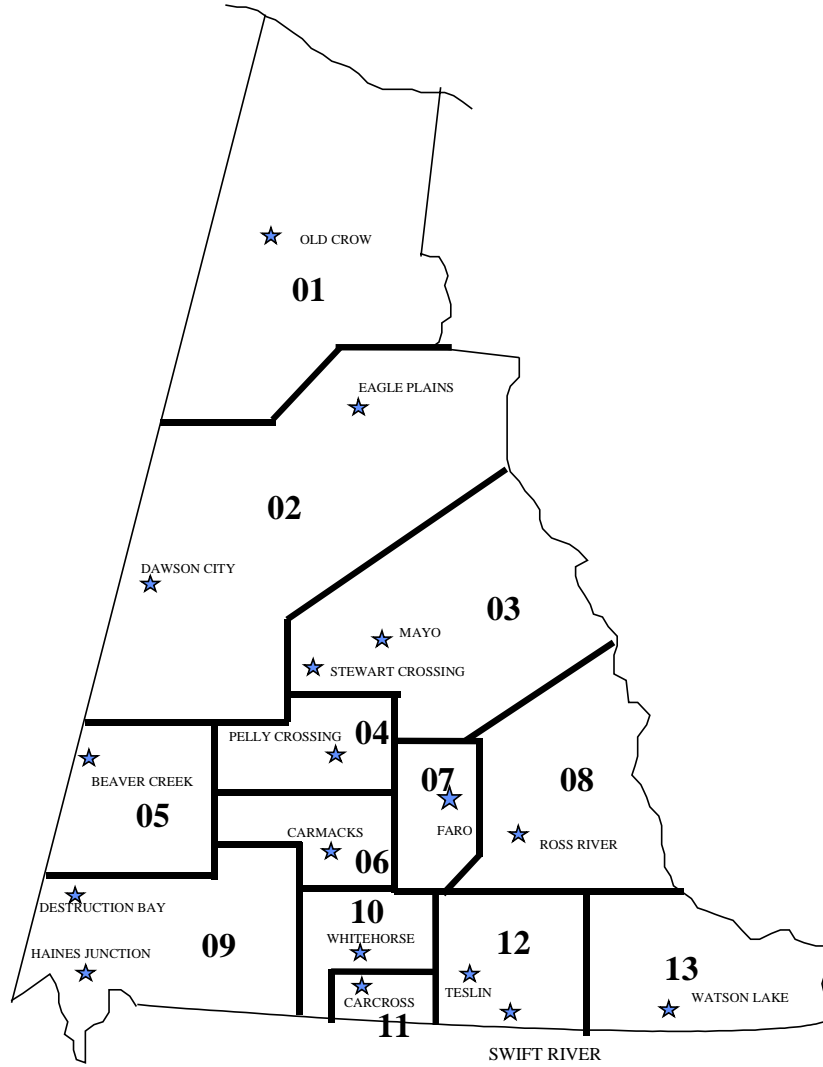 OLD CROW
01
EAGLE PLAINS
02
DAWSON CITY
03
MAYO
STEWART CROSSING
PELLY CROSSING
04
BEAVER CREEK
05
07
08
FARO
ROSS RIVER
CARMACKS
06
DESTRUCTION BAY
10
WHITEHORSE
09
HAINES JUNCTION
12
13
TESLIN
WATSON LAKE
CARCROSS
11
SWIFT RIVER